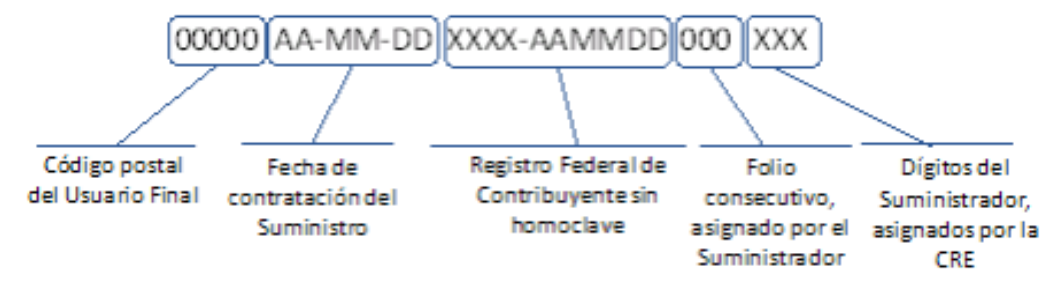 00000 AA-MM-DD XXXX-AAMMDD 000 XXX
Código postal
del Usuario Final
Fecha de
contratación del
Suministro
Registro Federal de
Contribuyente sin
homoclave
Folio
consecutivo,
asignado por el
Suministrador
Dígitos del
Suministrador,
asignados por la
CRE